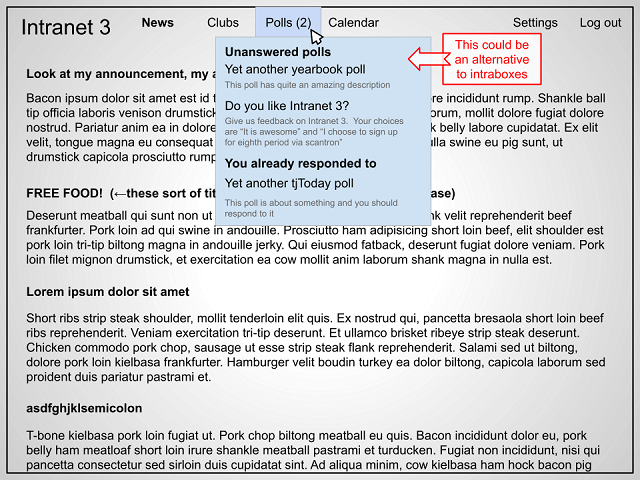 Intranet 3
News
Clubs
Polls (2)
Calendar
Settings
Log out
Unanswered polls
Yet another yearbook poll
This poll has quite an amazing description
Do you like Intranet 3?
Give us feedback on Intranet 3. Your choices
are “It is awesome” and “I choose to sign up
for eighth period via scantron”
You already responded to
Yet another tjToday poll
This poll is about something and you should
respond to it
This could be
an alternative
to intraboxes
Look at my announcement, my a
Bacon ipsum dolor sit amet est id t re incididunt rump. Shankle ball
tip officia laboris venison drumstick orum, mollit dolore fugiat dolore
nostrud. Pariatur anim ea in dolore k belly labore cupidatat. Ex elit
velit, tongue magna eu consequat ulla swine eu pig sunt, ut
drumstick capicola prosciutto rump
FREE FOOD! (←these sort of tit ase)
Deserunt meatball qui sunt non ut nk velit reprehenderit beef
frankfurter. Pork loin ad qui swine in andouille. Prosciutto ham adipisicing short loin beef, elit shoulder est
pork loin tri-tip biltong magna in andouille jerky. Qui eiusmod fatback, deserunt fugiat dolore veniam. Pork
loin filet mignon drumstick, et exercitation ea cow mollit anim laborum shank magna in nulla est.
Lorem ipsum dolor sit amet
Short ribs strip steak shoulder, mollit tenderloin elit quis. Ex nostrud qui, pancetta bresaola short loin beef
ribs reprehenderit. Veniam exercitation tri-tip deserunt. Et ullamco brisket ribeye strip steak deserunt.
Chicken commodo pork chop, sausage ut esse strip steak flank reprehenderit. Salami sed ut biltong,
dolore pork loin kielbasa frankfurter. Hamburger velit boudin turkey ea dolor biltong, capicola laborum sed
proident duis pariatur pastrami et.
asdfghjklsemicolon
T-bone kielbasa pork loin fugiat ut. Pork chop biltong meatball eu quis. Bacon incididunt dolor eu, pork
belly ham meatloaf short loin irure shankle meatball pastrami et turducken. Fugiat non incididunt, nisi qui
pancetta consectetur sed sirloin duis cupidatat sint. Ad aliqua minim, cow kielbasa ham hock bacon pig